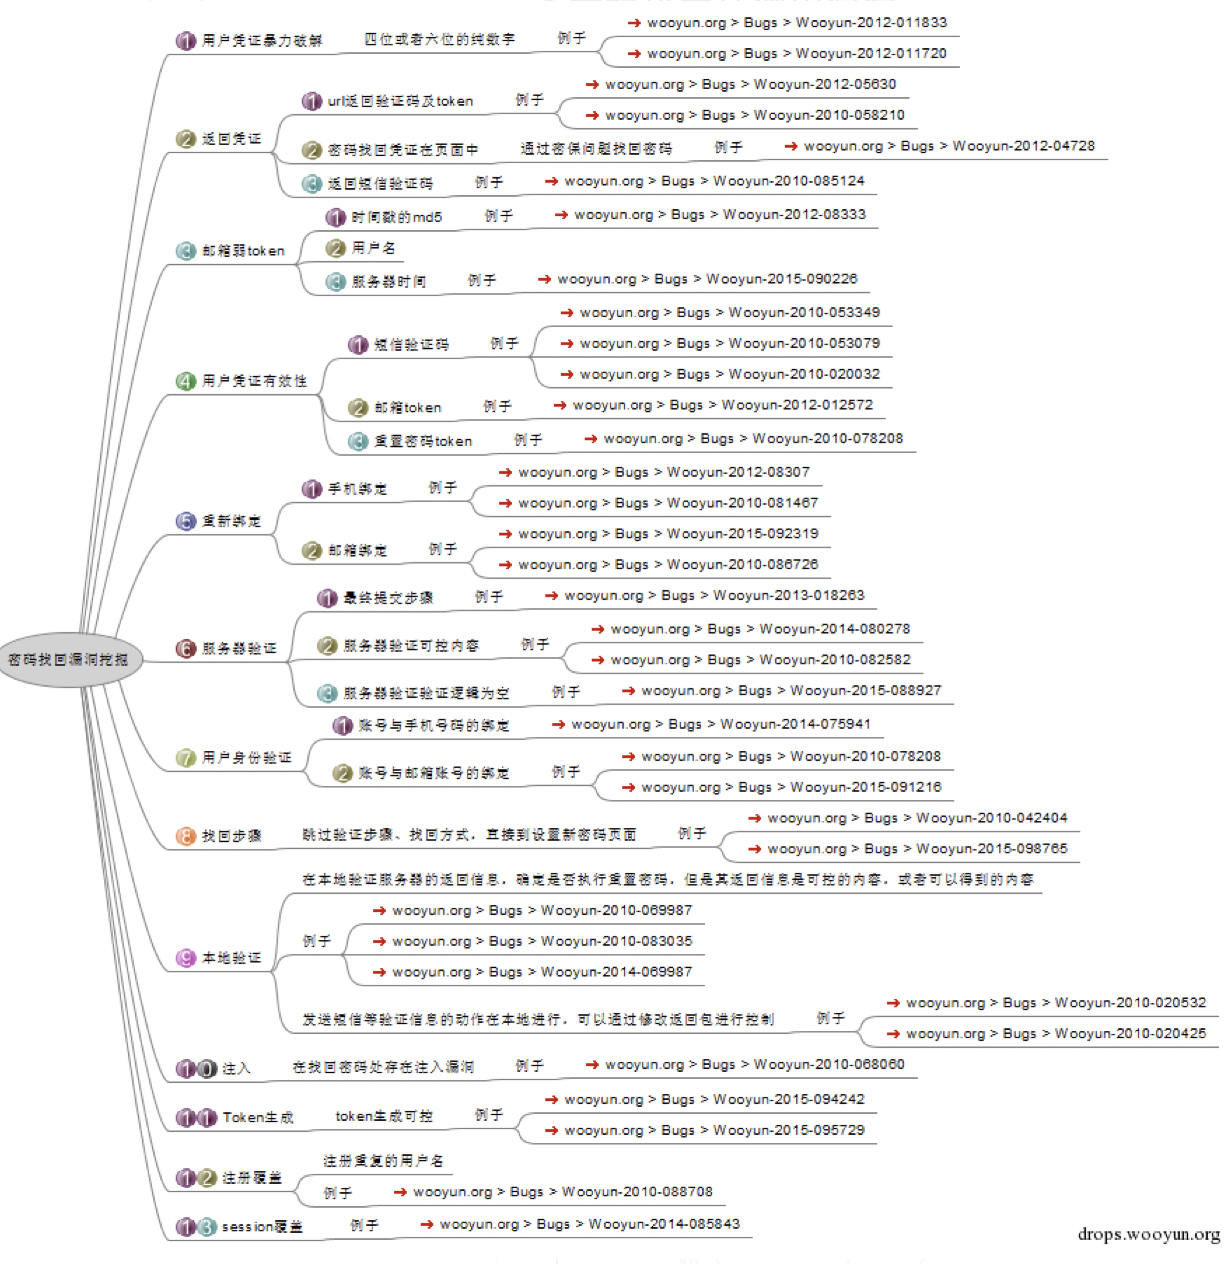 密码找回漏洞挖掘
1 用户凭证暴力破解 四位或者六位的纯数字 例子
→ wooyun.org > Bugs > Wooyun-2012-011833
→ wooyun.org > Bugs > Wooyun-2012-011720
2 返回凭证
1 url返回验证码及token 例子
→ wooyun.org > Bugs > Wooyun-2012-05630
→ wooyun.org > Bugs > Wooyun-2010-058210
2 密码找回凭证在页面中 通过密保问题找回密码 例子 → wooyun.org > Bugs > Wooyun-2012-04728
3 返回短信验证码 例子 → wooyun.org > Bugs > Wooyun-2010-085124
3 邮箱弱token
1 时间戳的md5 例子 → wooyun.org > Bugs > Wooyun-2012-08333
2 用户名
3 服务器时间 例子 → wooyun.org > Bugs > Wooyun-2015-090226
4 用户凭证有效性
1 短信验证码 例子
→ wooyun.org > Bugs > Wooyun-2010-053349
→ wooyun.org > Bugs > Wooyun-2010-053079
→ wooyun.org > Bugs > Wooyun-2010-020032
2 邮箱token 例子 → wooyun.org > Bugs > Wooyun-2012-012572
3 重置密码token 例子 → wooyun.org > Bugs > Wooyun-2010-078208
5 重新绑定
1 手机绑定 例子
→ wooyun.org > Bugs > Wooyun-2012-08307
→ wooyun.org > Bugs > Wooyun-2010-081467
2 邮箱绑定 例子
→ wooyun.org > Bugs > Wooyun-2015-092319
→ wooyun.org > Bugs > Wooyun-2010-086726
6 服务器验证
1 最终提交步骤 例子 → wooyun.org > Bugs > Wooyun-2013-018263
2 服务器验证可控内容 例子
→ wooyun.org > Bugs > Wooyun-2014-080278
→ wooyun.org > Bugs > Wooyun-2010-082582
3 服务器验证验证逻辑为空 例子 → wooyun.org > Bugs > Wooyun-2015-088927
7 用户身份验证
1 账号与手机号码的绑定 例子 → wooyun.org > Bugs > Wooyun-2014-075941
2 账号与邮箱账号的绑定 例子
→ wooyun.org > Bugs > Wooyun-2010-078208
→ wooyun.org > Bugs > Wooyun-2015-091216
8 找回步骤 跳过验证步骤、找回方式，直接到设置新密码页面 例子
→ wooyun.org > Bugs > Wooyun-2010-042404
→ wooyun.org > Bugs > Wooyun-2015-098765
9 本地验证
在本地验证服务器的返回信息，确定是否执行重置密码，但是其返回信息是可控的内容，或者可以得到的内容
例子
→ wooyun.org > Bugs > Wooyun-2010-069987
→ wooyun.org > Bugs > Wooyun-2010-083035
→ wooyun.org > Bugs > Wooyun-2014-069987
发送短信等验证信息的动作在本地进行，可以通过修改返回包进行控制 例子
→ wooyun.org > Bugs > Wooyun-2010-020532
→ wooyun.org > Bugs > Wooyun-2010-020425
10 注入 在找回密码处存在注入漏洞 例子 → wooyun.org > Bugs > Wooyun-2010-068060
11 Token生成 token生成可控 例子
→ wooyun.org > Bugs > Wooyun-2015-094242
→ wooyun.org > Bugs > Wooyun-2015-095729
12 注册覆盖
注册重复的用户名
例子 → wooyun.org > Bugs > Wooyun-2010-088708
13 session覆盖 例子 → wooyun.org > Bugs > Wooyun-2014-085843
drops.wooyun.org